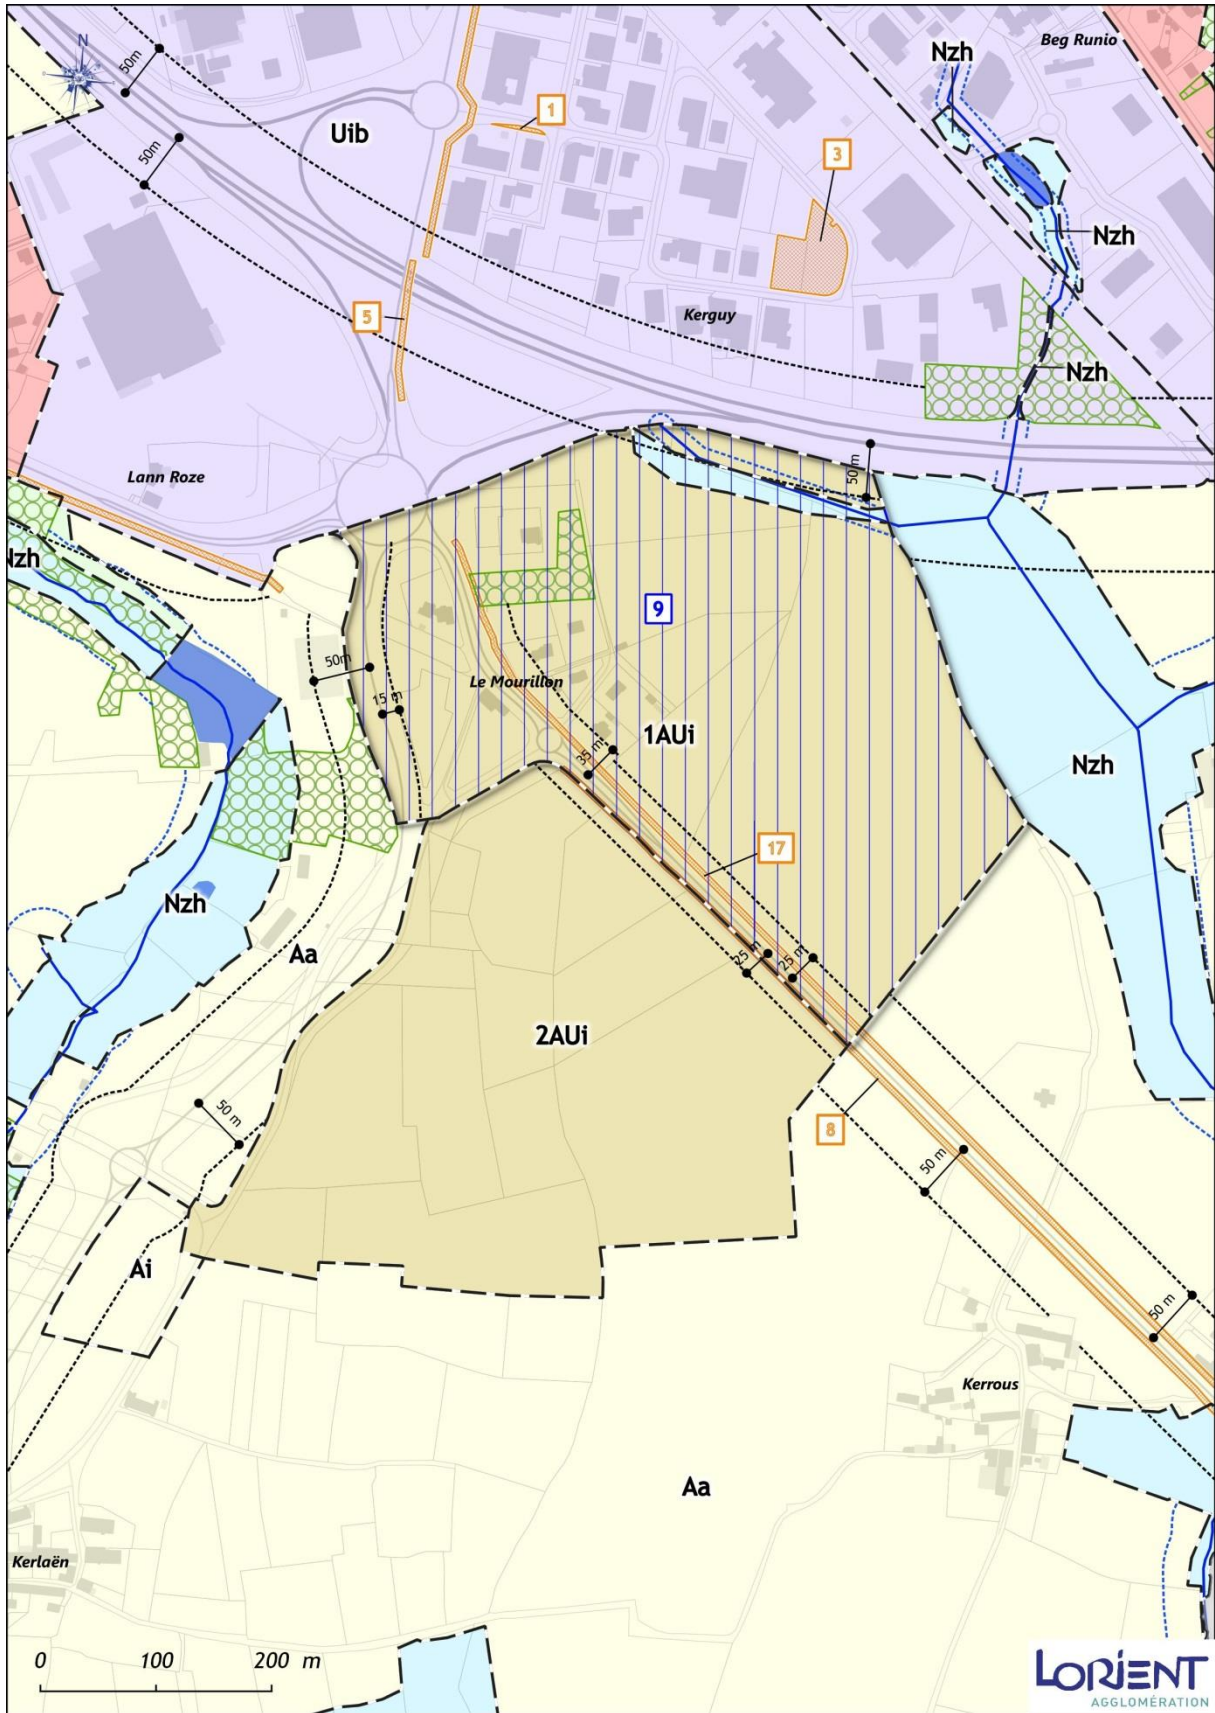 Beg Runio
N
Nzh
50m
1
Uib
3
50m
Nzh
5
Kerguy
Nzh
Lann Roze
50m
Nzh
9
50m
Le Mourillon
15 m
1AUi
35 m
Nzh
17
Nzh
Aa
25 m
25 m
2AUi
8
50 m
50 m
Ai
50 m
Kerrous
Aa
Kerlaën
0 100 200 m
LORIENT
AGGLOMÉRATION